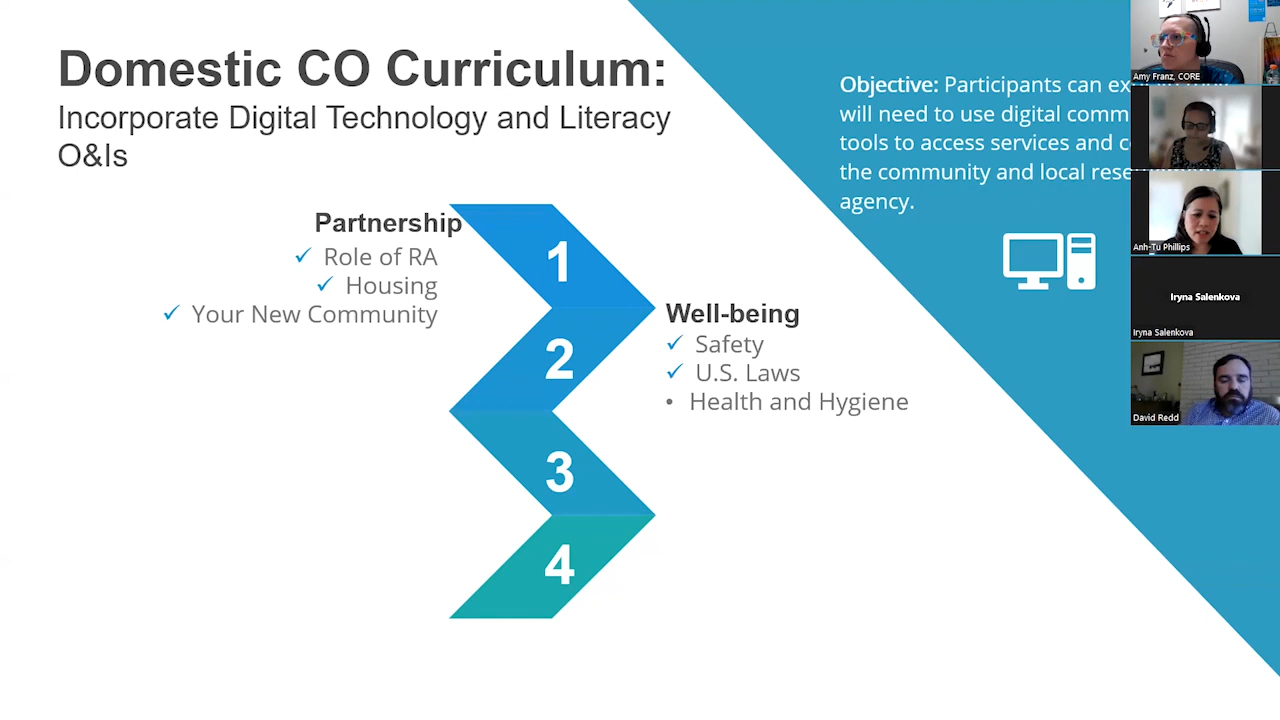 Domestic CO Curriculum:
Incorporate Digital Technology and Literacy
O&Is
Partnership
Role of RA
Housing
Your New Community
1
2
3
4
Well-being
Safety
U.S. Laws
Health and Hygiene
Objective: Participants can
will need to use digital
tools to access services and
the community and local
agency.
Amy Franz, CORE
Anh-Tu Phillips
Iryna Salenkova
Iryna Salenkova
David Redd